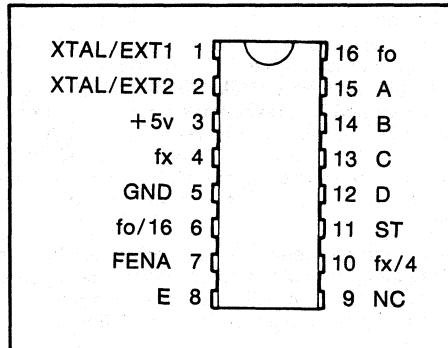 XTAL/EXT1 1 16 fo
XTAL/EXT2 2 15 A
+5v 3 14 B
fx 4 13 C
GND 5 12 D
fo/16 6 11 ST
FENA 7 10 fx/4
E 8 9 NC